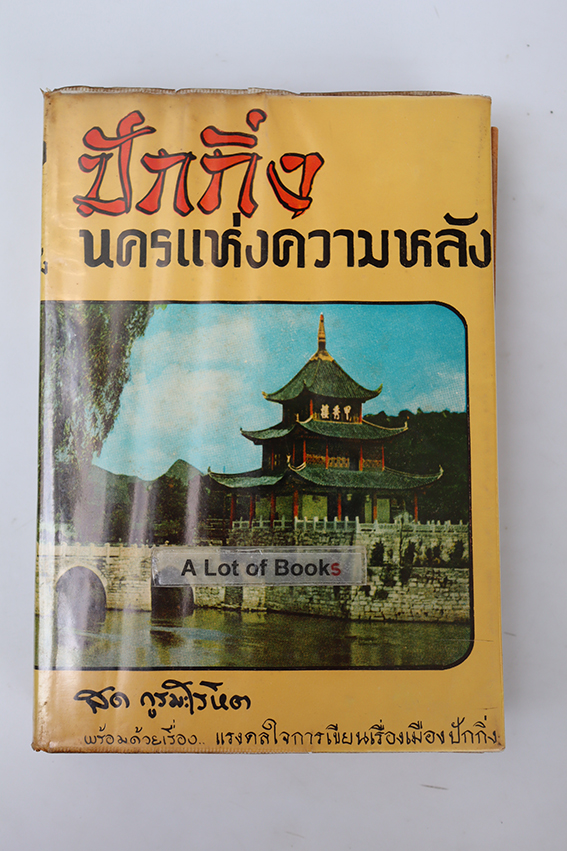 ปักกิ่ง
นครแห่งความหลัง
樓秀甲
A Lot of Books
สด กูรมะโรหิต
พร้อมด้วยเรื่อง.. แรงดลใจการเขียนเรื่องเมืองปักกิ่ง